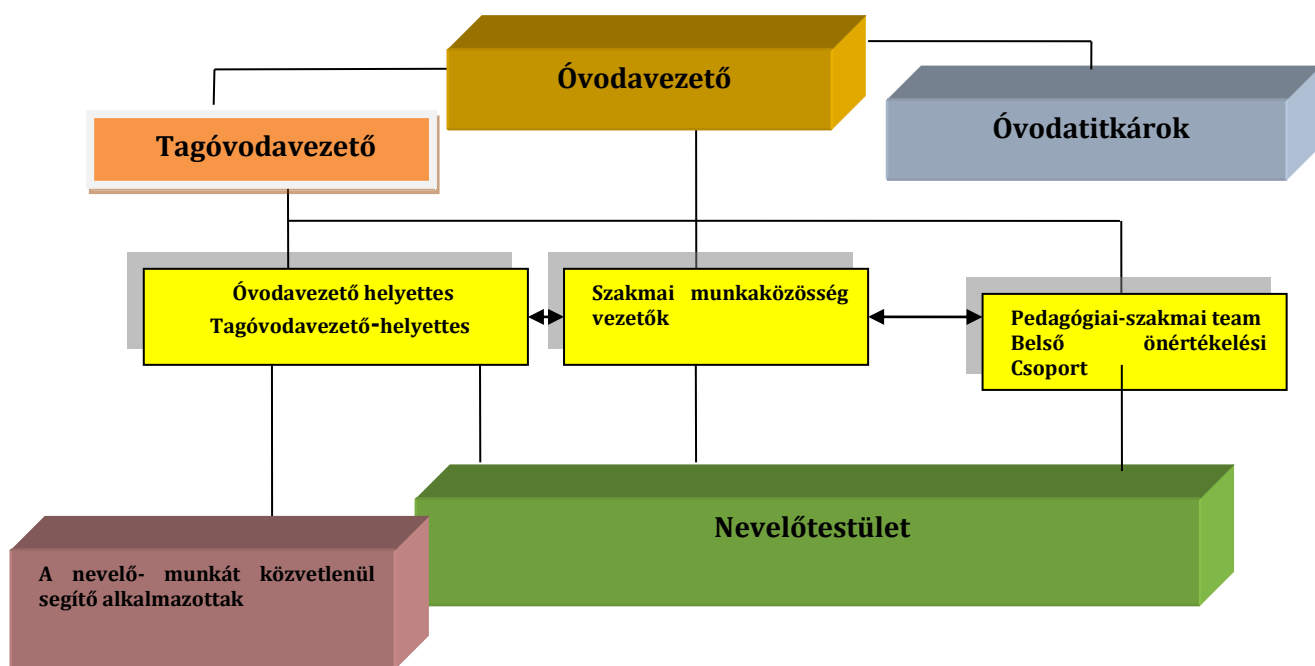 Óvodavezető
Tagóvodavezető
Óvodatitkárok
Óvodavezető helyettes
Tagóvodavezető-helyettes
Szakmai munkaközösség
vezetők
Pedagógiai-szakmai team
Belső önértékelési
Csoport
Nevelőtestület
A nevelő- munkát közvetlenül
segítő alkalmazottak